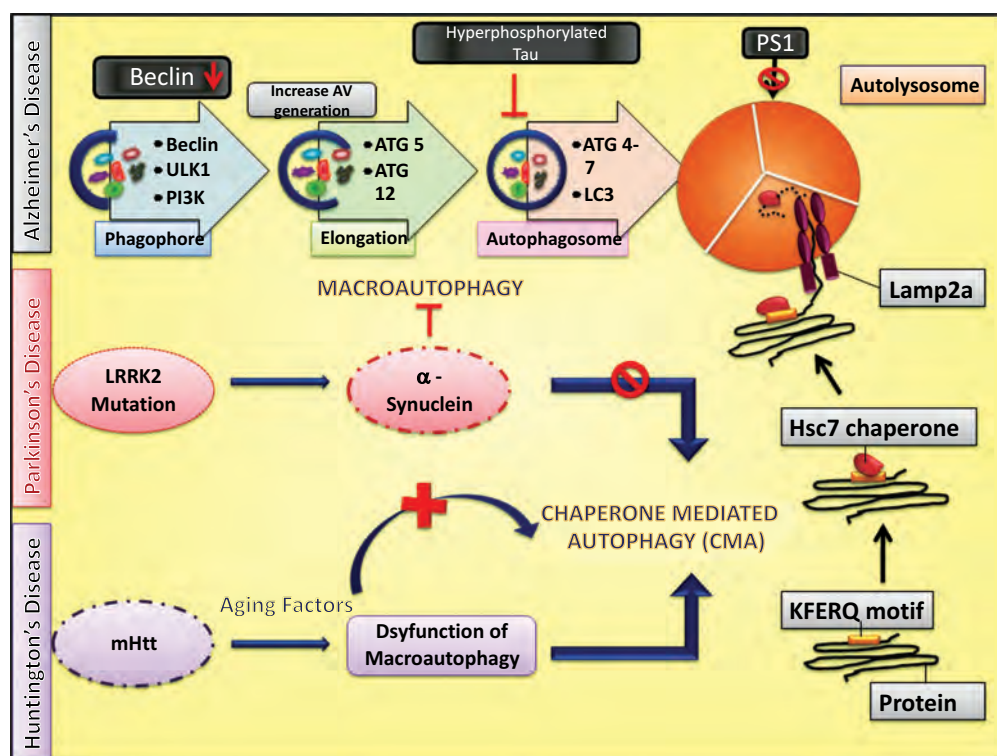 Alzheimer's Disease
Beclin
Hyperphosphorylated
Tau
PS1
Autolysosome
Increase AV
generation
Beclin
ULK1
PI3K
Phagophore
ATG 5
ATG
12
Elongation
ATG 4-
7
LC3
Autophagosome
Lamp2a
Parkinson's Disease
MACROAUTOPHAGY
LRRK2
Mutation
α -
Synuclein
Hsc7 chaperone
Huntington's Disease
CHAPERONE MEDIATED
AUTOPHAGY (CMA)
Aging Factors
mHtt
Dsyfunction of
Macroautophagy
KFERQ motif
Protein